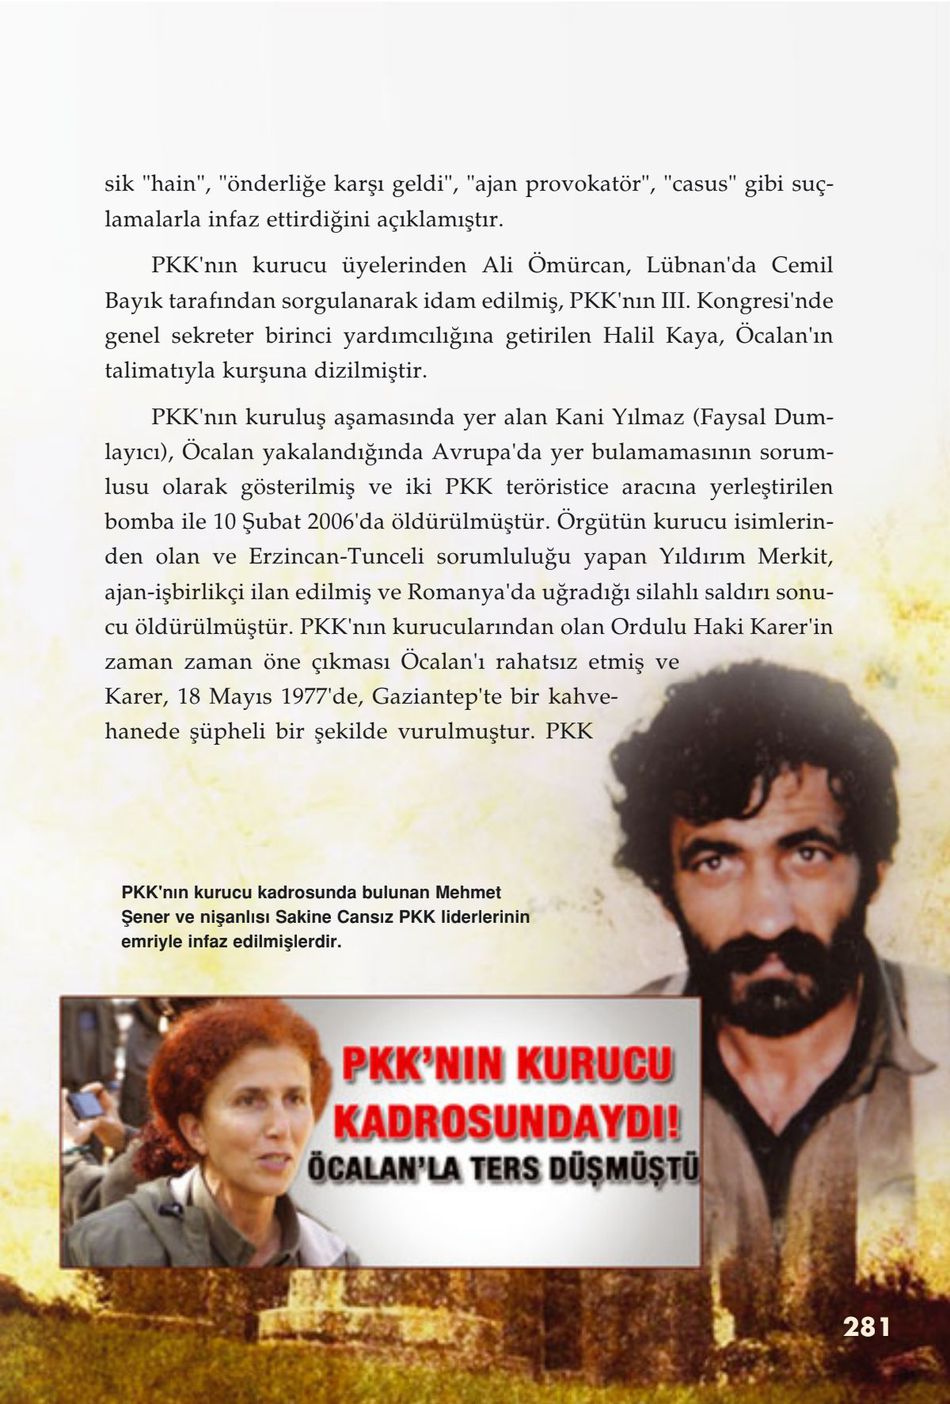 sik "hain", "önderliğe karşı geldi", "ajan provokatör", "casus" gibi suç-
lamalarla infaz ettirdiğini açıklamıştır.
PKK'nın kurucu üyelerinden Ali Ömürcan, Lübnan'da Cemil
Bayık tarafından sorgulanarak idam edilmiş, PKK'nın III. Kongresi'nde
genel sekreter birinci yardımcılığına getirilen Halil Kaya, Öcalan'ın
talimatıyla kurşuna dizilmiştir.
PKK'nın kuruluş aşamasında yer alan Kani Yılmaz (Faysal Dum-
layıcı), Öcalan yakalandığında Avrupa'da yer bulamamasının sorum-
lusu olarak gösterilmiş ve iki PKK teröristice aracına yerleştirilen
bomba ile 10 Şubat 2006'da öldürülmüştür. Örgütün kurucu isimlerin-
den olan ve Erzincan-Tunceli sorumluluğu yapan Yıldırım Merkit,
ajan-işbirlikçi ilan edilmiş ve Romanya'da uğradığı silahlı saldırı sonu-
cu öldürülmüştür. PKK'nın kurucularından olan Ordulu Haki Karer'in
zaman zaman öne çıkması Öcalan'ı rahatsız etmiş ve
Karer, 18 Mayıs 1977'de, Gaziantep'te bir kahve-
hanede şüpheli bir şekilde vurulmuştur. PKK
PKK'nın kurucu kadrosunda bulunan Mehmet
Şener ve nişanlısı Sakine Cansız PKK liderlerinin
emriyle infaz edilmişlerdir.
PKK'NIN KURUCU
KADROSUNDAYDI!
ÖCALAN'LA TERS DÜŞMÜŞTÜ
281